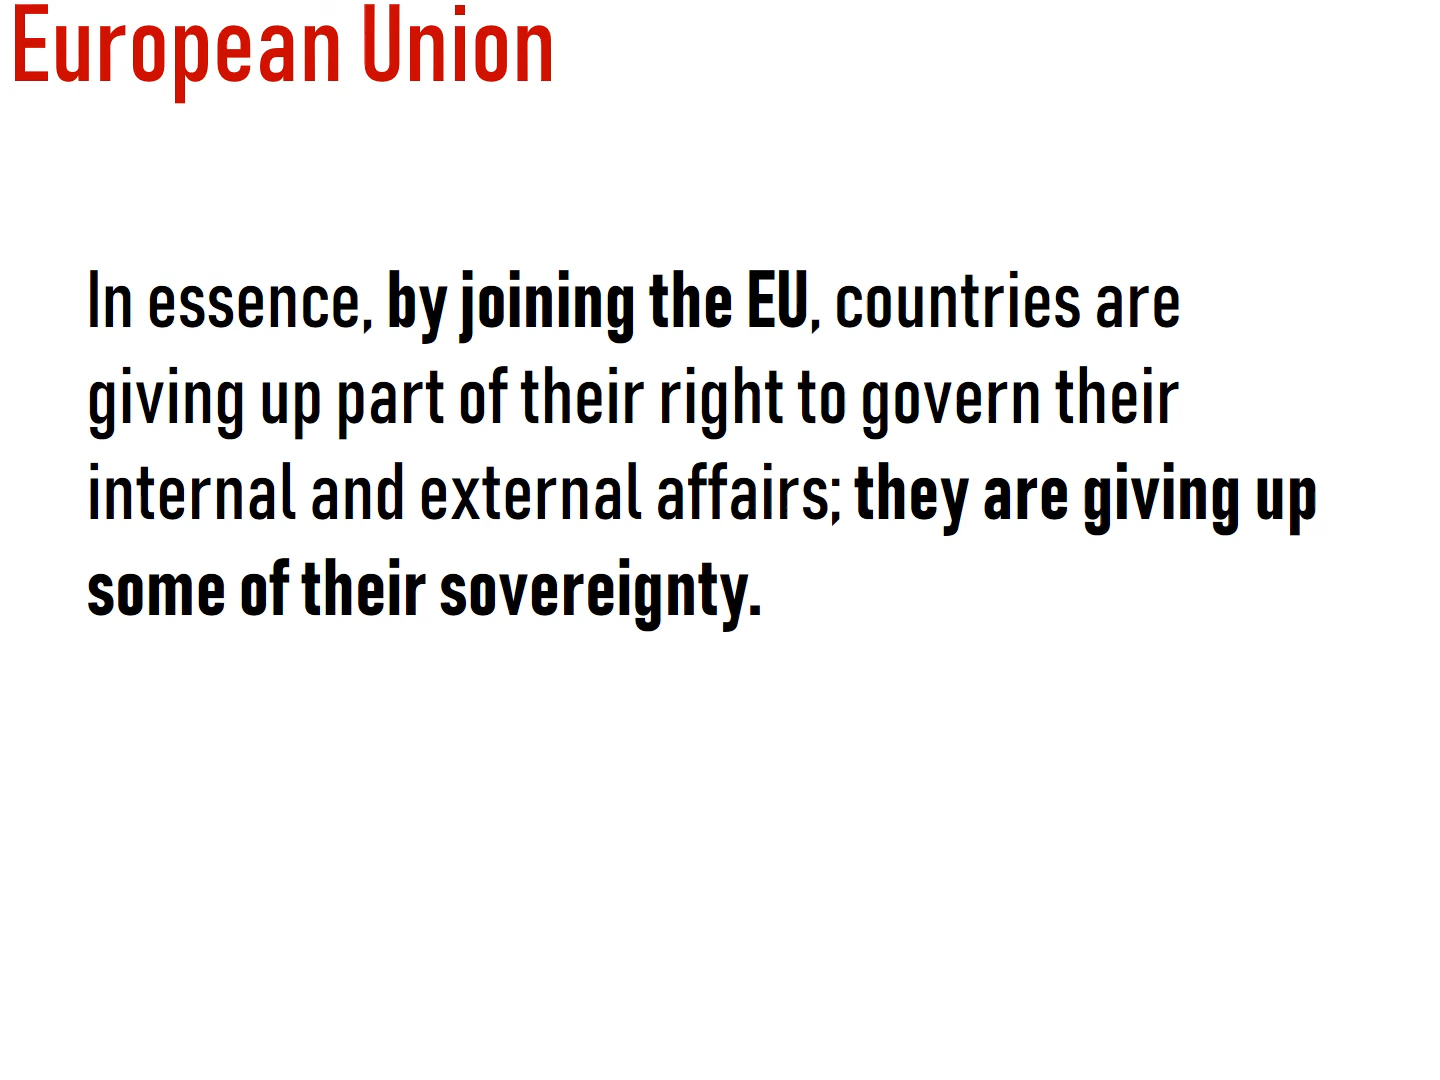 European Union
In essence, by joining the EU, countries are
giving up part of their right to govern their
internal and external affairs; they are giving up
some of their sovereignty.